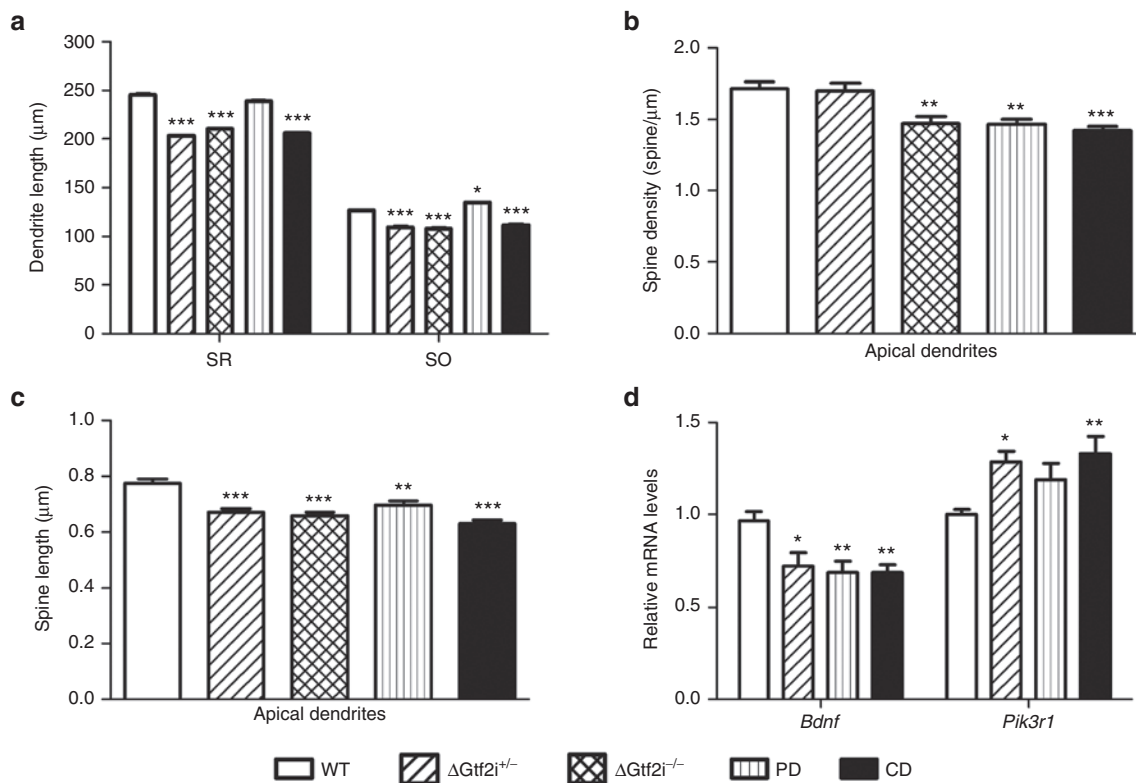 a
300
250
200
150
100
50
0
Dendrite length (μm)
*** *** ***
*** *** * ***
SR SO
b
2.0
1.5
1.0
0.5
0.0
Spine density (spine/μm)
** ** ***
Apical dendrites
c
1.0
0.8
0.6
0.4
0.2
0.0
Spine length (μm)
*** *** ** ***
Apical dendrites
d
1.5
1.0
0.5
0.0
Relative mRNA levels
* ** **
* **
Bdnf Pik3r1
WT ΔGtf2i+/− ΔGtf2i−/− PD CD